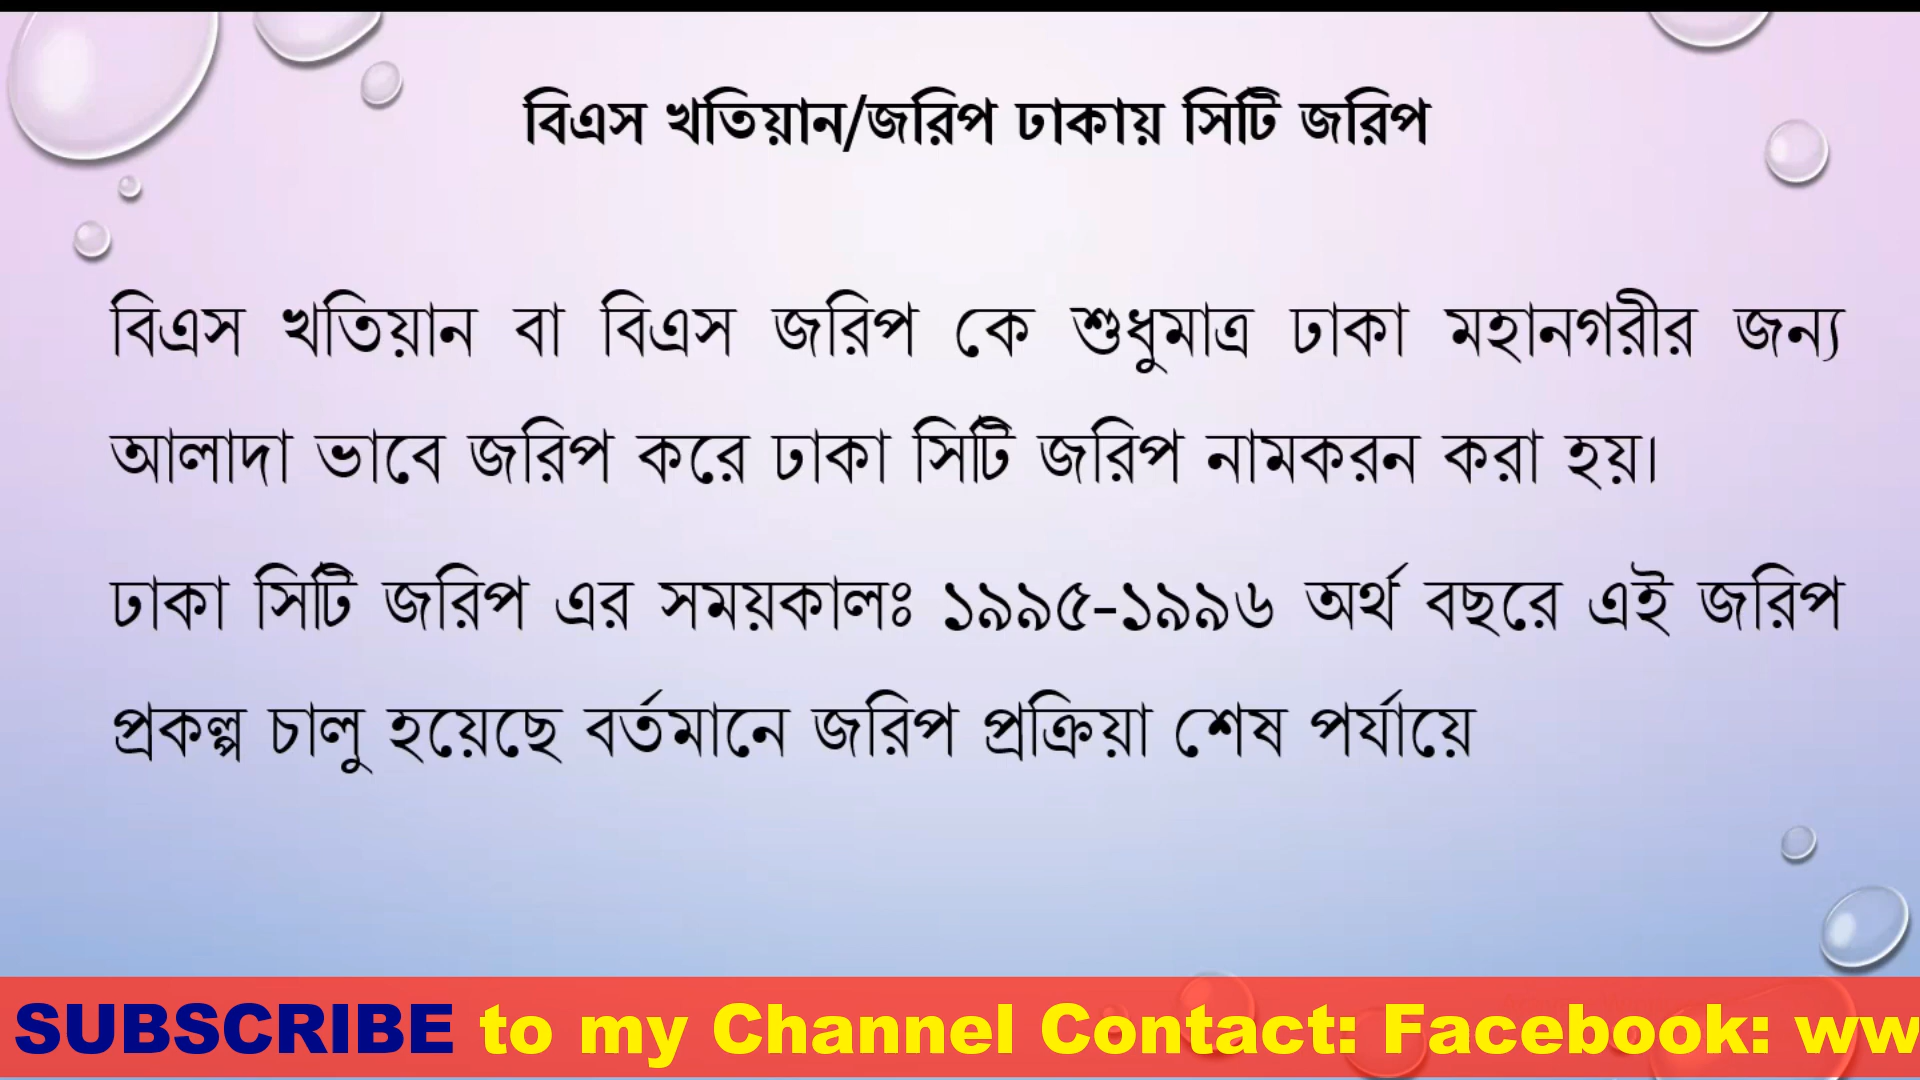 বিএস খতিয়ান/জরিপ ঢাকায় সিটি জরিপ
বিএস খতিয়ান বা বিএস জরিপ কে শুধুমাত্র ঢাকা মহানগরীর জন্য
আলাদা ভাবে জরিপ করে ঢাকা সিটি জরিপ নামকরন করা হয়।
ঢাকা সিটি জরিপ এর সময়কালঃ ১৯৯৫-১৯৯৬ অর্থ বছরে এই জরিপ
প্রকল্প চালু হয়েছে বর্তমানে জরিপ প্রক্রিয়া শেষ পর্যায়ে
SUBSCRIBE to my Channel Contact: Facebook: ww